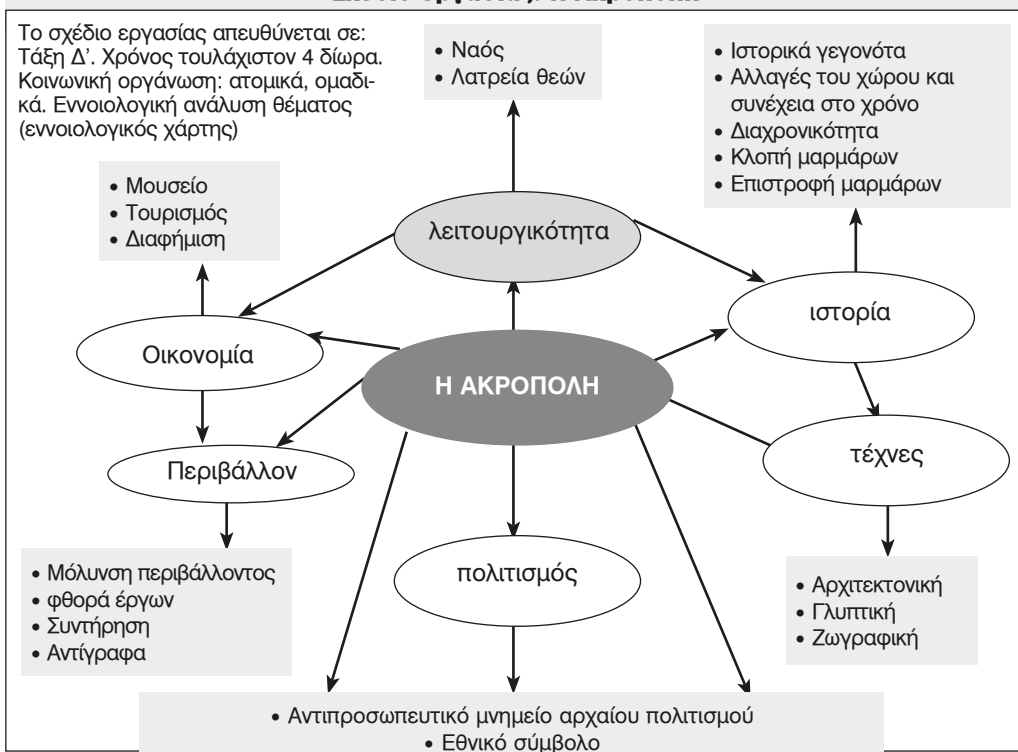 Το σχέδιο εργασίας απευθύνεται σε:
Τάξη Δ’. Χρόνος τουλάχιστον 4 δίωρα.
Κοινωνική οργάνωση: ατομικά, ομαδι-
κά. Εννοιολογική ανάλυση θέματος
(εννοιολογικός χάρτης)
• Ναός
• Λατρεία θεών
• Ιστορικά γεγονότα
• Αλλαγές του χώρου και
συνέχεια στο χρόνο
• Διαχρονικότητα
• Κλοπή μαρμάρων
• Επιστροφή μαρμάρων
• Μουσείο
• Τουρισμός
• Διαφήμιση
λειτουργικότητα
ιστορία
Οικονομία
Η ΑΚΡΟΠΟΛΗ
Περιβάλλον
τέχνες
πολιτισμός
• Μόλυνση περιβάλλοντος
• φθορά έργων
• Συντήρηση
• Αντίγραφα
• Αρχιτεκτονική
• Γλυπτική
• Ζωγραφική
• Αντιπροσωπευτικό μνημείο αρχαίου πολιτισμού
• Εθνικό σύμβολο